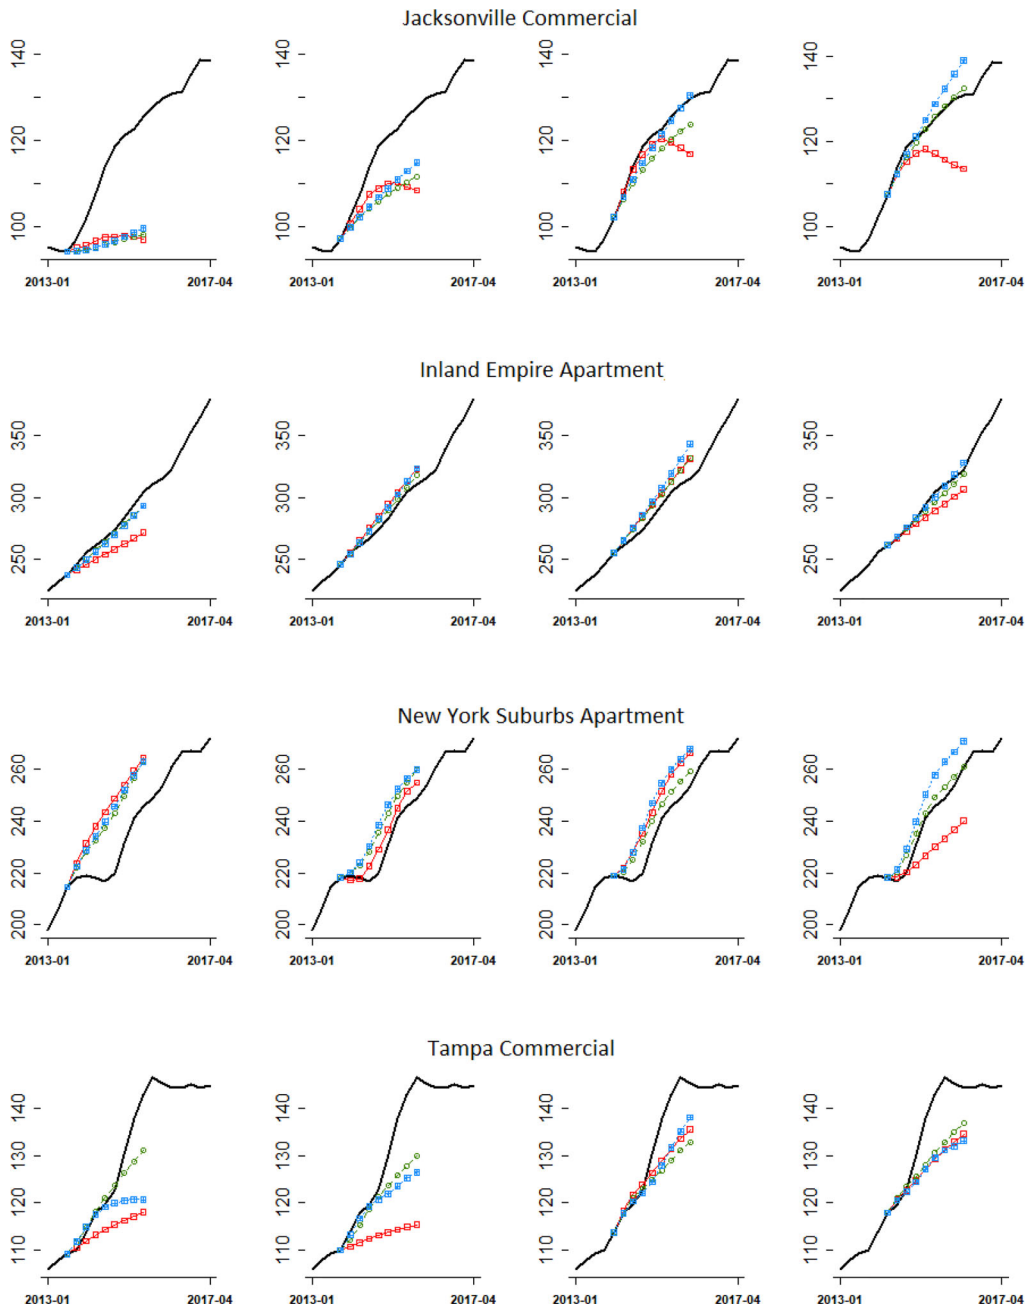 Jacksonville Commercial
140 140 140 140
120 120 120 120
100 100 100 100
2013-01 2017-04 2013-01 2017-04 2013-01 2017-04 2013-01 2017-04
Inland Empire Apartment
350 350 350 350
300 300 300 300
250 250 250 250
2013-01 2017-04 2013-01 2017-04 2013-01 2017-04 2013-01 2017-04
New York Suburbs Apartment
260 260 260 260
240 240 240 240
220 220 220 220
200 200 200 200
2013-01 2017-04 2013-01 2017-04 2013-01 2017-04 2013-01 2017-04
Tampa Commercial
140 140 140 140
130 130 130 130
120 120 120 120
110 110 110 110
2013-01 2017-04 2013-01 2017-04 2013-01 2017-04 2013-01 2017-04